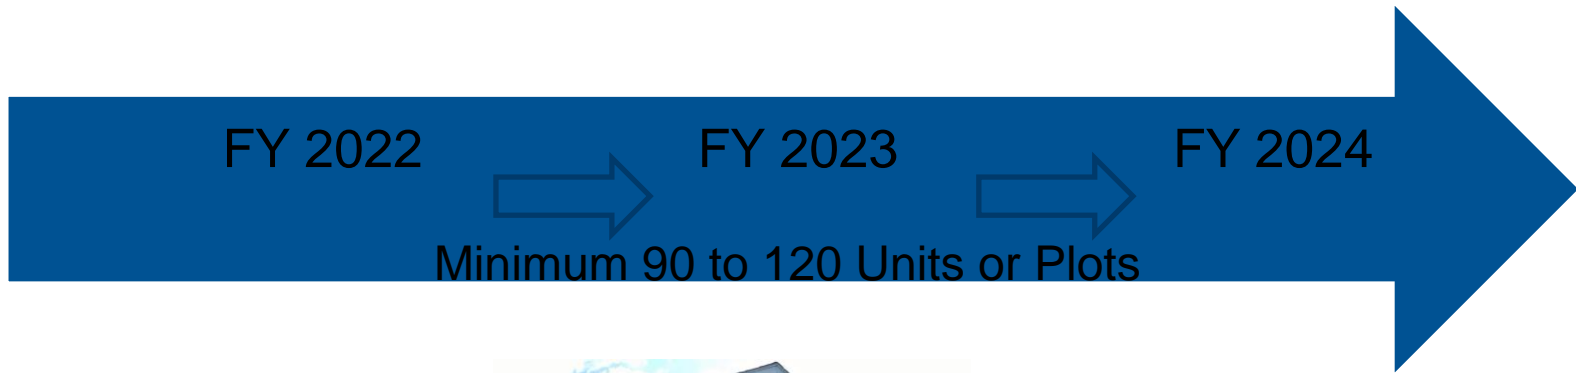 FY 2022 FY 2023 FY 2024
Minimum 90 to 120 Units or Plots